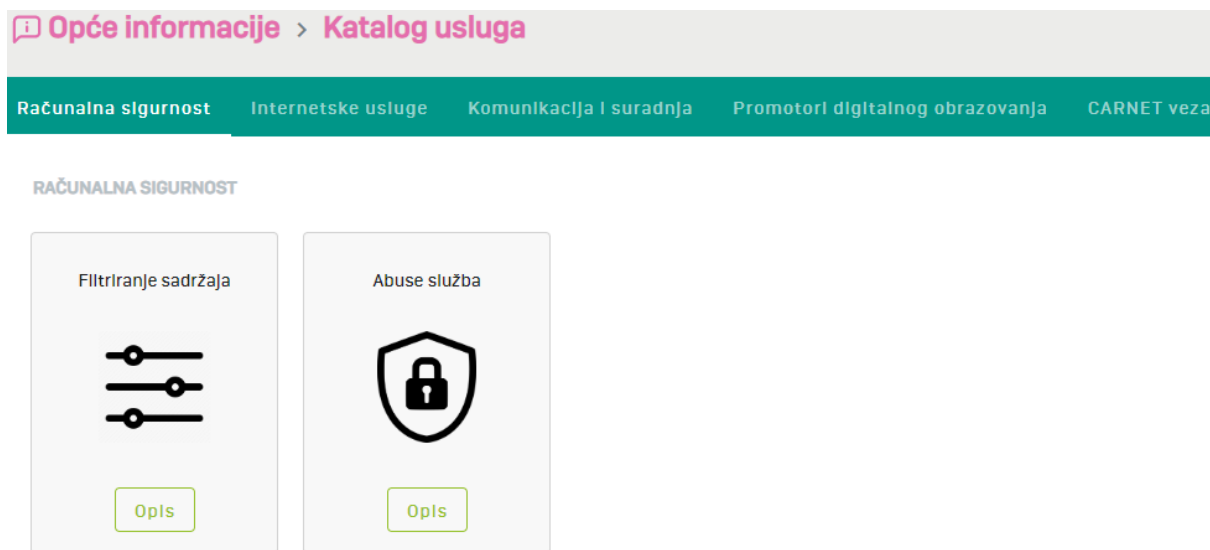 Opće informacije > Katalog usluga
Računalna sigurnost Internetske usluge Komunikacija i suradnja Promotori digitalnog obrazovanja CARNET veza
RAČUNALNA SIGURNOST
Filtriranje sadržaja Abuse služba
Opis Opis